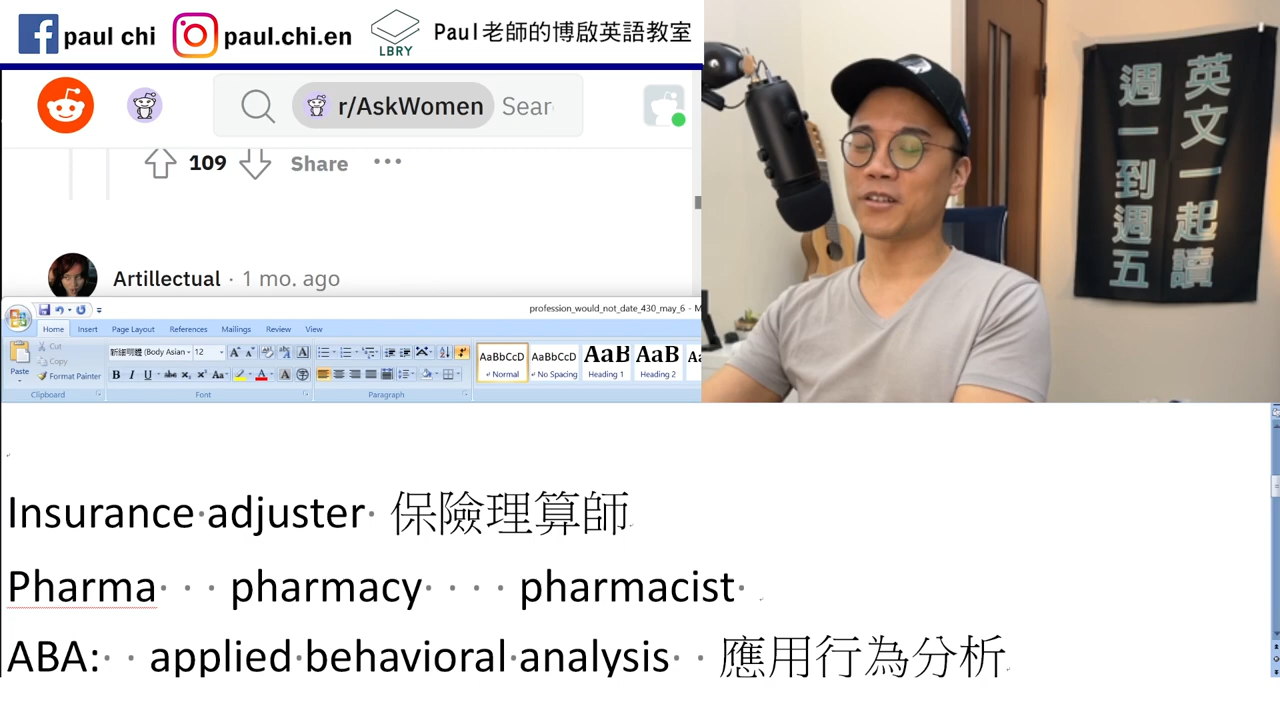 paul chi
paul.chi.en
LBRY
Paul老師的博啟英語教室
r/AskWomen
Sear
109
Share
Artillectual · 1 mo. ago
profession_would_not_date_430_may_6 - M
Home Insert Page Layout References Mailings Review View
Paste
Cut
Copy
Format Painter
Clipboard
新細明體 (Body Asian
12
Font
Paragraph
AaBbCcD
Normal
AaBbCcD
No Spacing
AaB
Heading 1
AaB
Heading 2
Aa
英文一起讀
週一到週五
Insurance adjuster 保險理算師
Pharma pharmacy pharmacist
ABA: applied behavioral analysis 應用行為分析